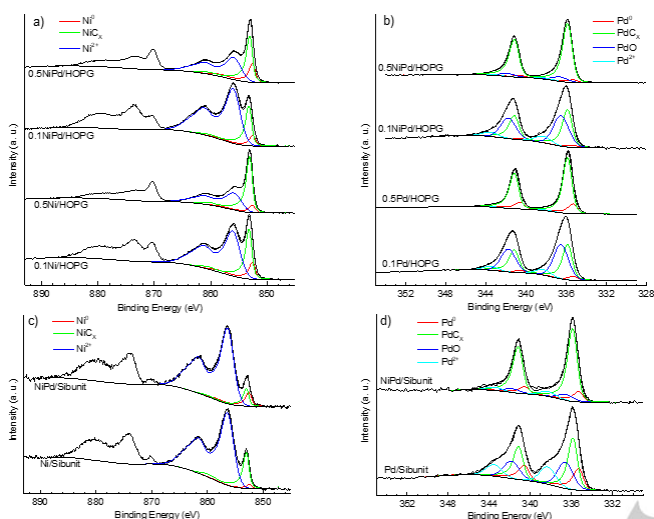 a)
Ni⁰
NiCₓ
Ni²⁺
0.5NiPd/HOPG
0.1NiPd/HOPG
0.5Ni/HOPG
0.1Ni/HOPG
Intensity (a. u.)
890 880 870 860 850
Binding Energy (eV)
b)
Pd⁰
PdCₓ
PdO
Pd²⁺
0.5NiPd/HOPG
0.1NiPd/HOPG
0.5Pd/HOPG
0.1Pd/HOPG
Intensity (a. u.)
352 348 344 340 336 332 328
Binding Energy (eV)
c)
Ni⁰
NiCₓ
Ni²⁺
NiPd/Sibunit
Ni/Sibunit
Intensity (a. u.)
890 880 870 860 850
Binding Energy (eV)
d)
Pd⁰
PdCₓ
PdO
Pd²⁺
NiPd/Sibunit
Pd/Sibunit
Intensity (a. u.)
352 348 344 340 336 332
Binding Energy (eV)